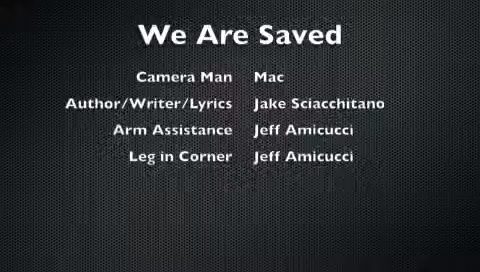 We Are Saved
Camera Man Mac
Author/Writer/Lyrics Jake Sciacchitano
Arm Assistance Jeff Amicucci
Leg in Corner Jeff Amicucci